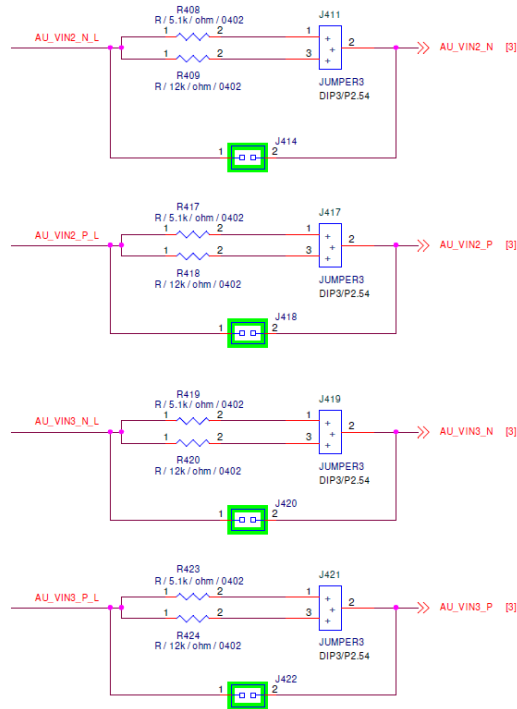 R408
R / 5.1k / ohm / 0402
J411
AU_VIN2_N_L
1 2 1 2
AU_VIN2_N [3]
1 2 3
R409
R / 12k / ohm / 0402
JUMPER3
DIP3/P2.54
J414
1 2
R417
R / 5.1k / ohm / 0402
J417
AU_VIN2_P_L
1 2 1 2
AU_VIN2_P [3]
1 2 3
R418
R / 12k / ohm / 0402
JUMPER3
DIP3/P2.54
J418
1 2
R419
R / 5.1k / ohm / 0402
J419
AU_VIN3_N_L
1 2 1 2
AU_VIN3_N [3]
1 2 3
R420
R / 12k / ohm / 0402
JUMPER3
DIP3/P2.54
J420
1 2
R423
R / 5.1k / ohm / 0402
J421
AU_VIN3_P_L
1 2 1 2
AU_VIN3_P [3]
1 2 3
R424
R / 12k / ohm / 0402
JUMPER3
DIP3/P2.54
J422
1 2